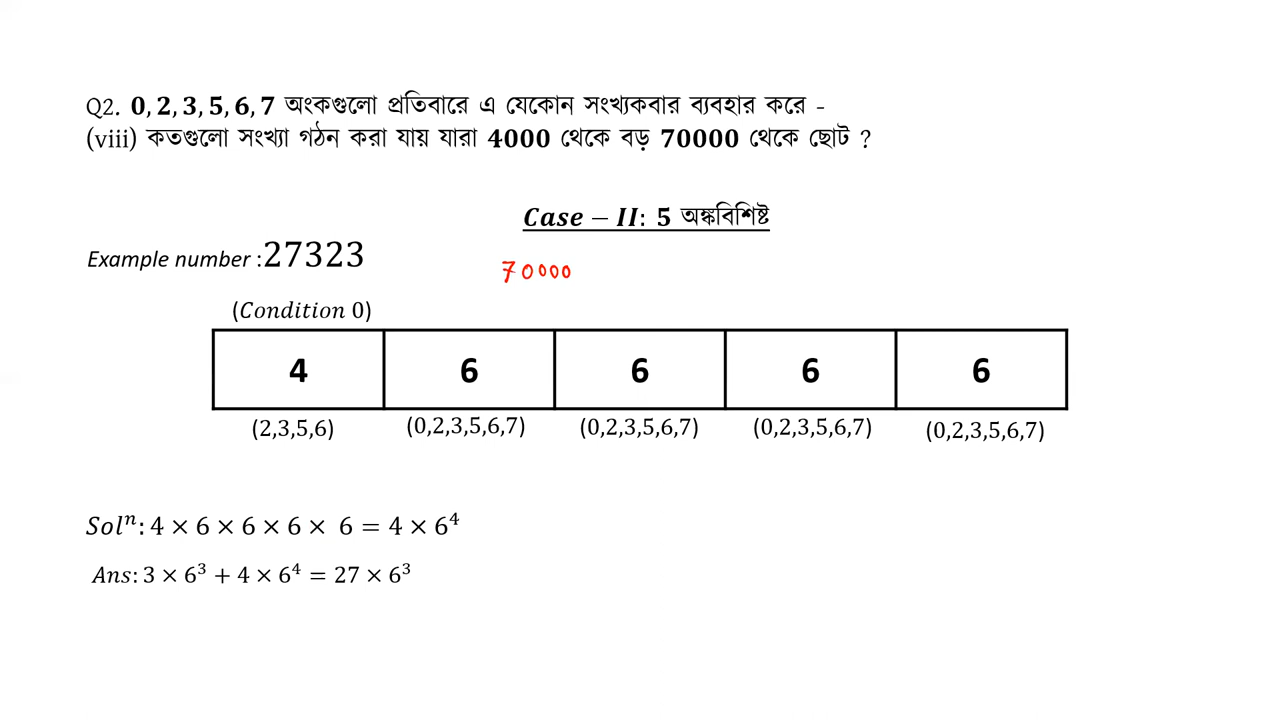 Q2. 0, 2, 3, 5, 6, 7 অংকগুলো প্রতিবারে এ যেকোন সংখ্যকবার ব্যবহার করে -
(viii) কতগুলো সংখ্যা গঠন করা যায় যারা 4000 থেকে বড় 70000 থেকে ছোট ?
Case – II: 5 অঙ্কবিশিষ্ট
Example number :27323
70000
(Condition 0)
4 6 6 6 6
(2,3,5,6) (0,2,3,5,6,7) (0,2,3,5,6,7) (0,2,3,5,6,7) (0,2,3,5,6,7)
Solⁿ: 4 × 6 × 6 × 6 × 6 = 4 × 6⁴
Ans: 3 × 6³ + 4 × 6⁴ = 27 × 6³